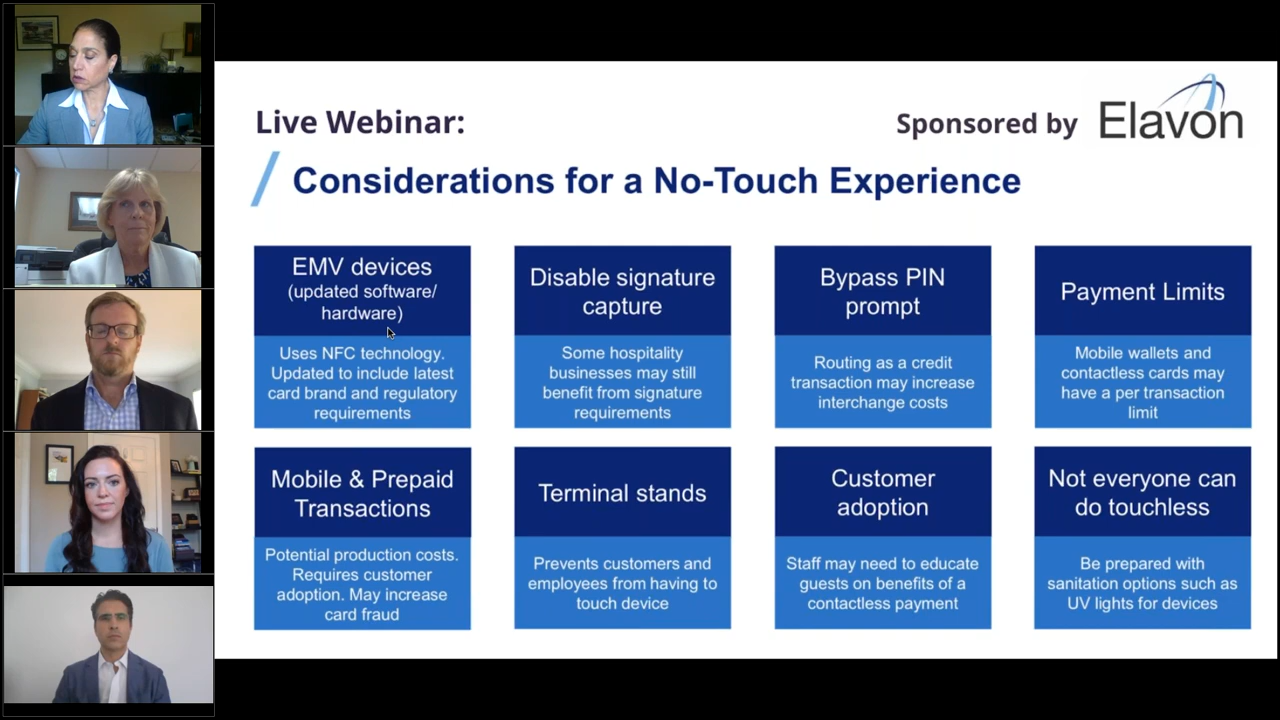 Live Webinar:
Sponsored by Elavon
Considerations for a No-Touch Experience
EMV devices
(updated software/
hardware)
Uses NFC technology.
Updated to include latest
card brand and regulatory
requirements
Disable signature
capture
Some hospitality
businesses may still
benefit from signature
requirements
Bypass PIN
prompt
Routing as a credit
transaction may increase
interchange costs
Payment Limits
Mobile wallets and
contactless cards may
have a per transaction
limit
Mobile & Prepaid
Transactions
Potential production costs.
Requires customer
adoption. May increase
card fraud
Terminal stands
Prevents customers and
employees from having to
touch device
Customer
adoption
Staff may need to educate
guests on benefits of a
contactless payment
Not everyone can
do touchless
Be prepared with
sanitation options such as
UV lights for devices